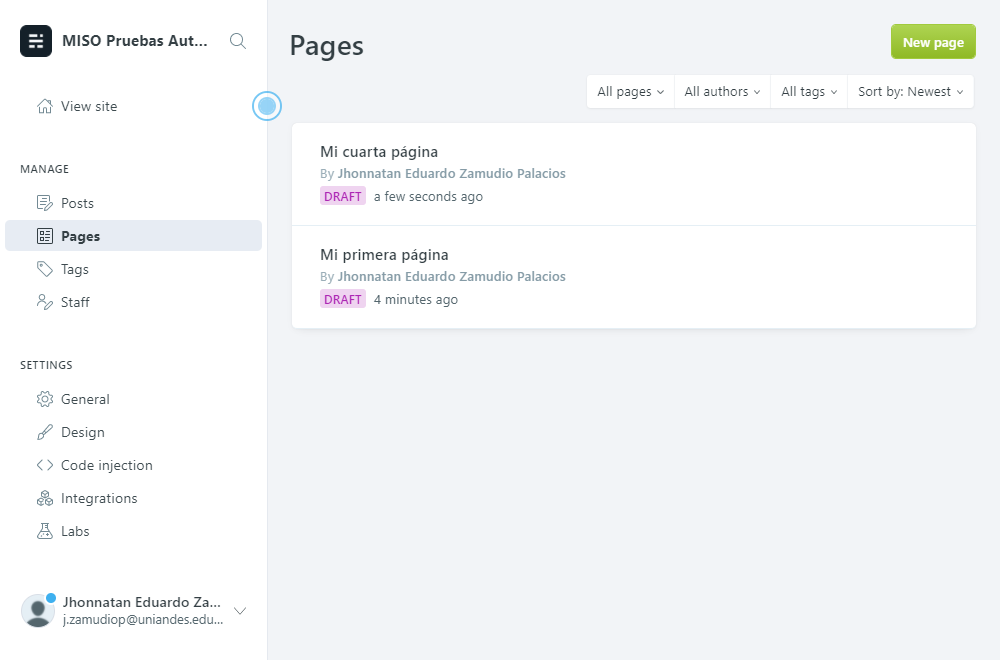 MISO Pruebas Aut...
View site
MANAGE
Posts
Pages
Tags
Staff
SETTINGS
General
Design
Code injection
Integrations
Labs
Jhonnatan Eduardo Za...
j.zamudiop@uniandes.edu...
Pages
New page
All pages
All authors
All tags
Sort by: Newest
Mi cuarta página
By Jhonnatan Eduardo Zamudio Palacios
DRAFT a few seconds ago
Mi primera página
By Jhonnatan Eduardo Zamudio Palacios
DRAFT 4 minutes ago